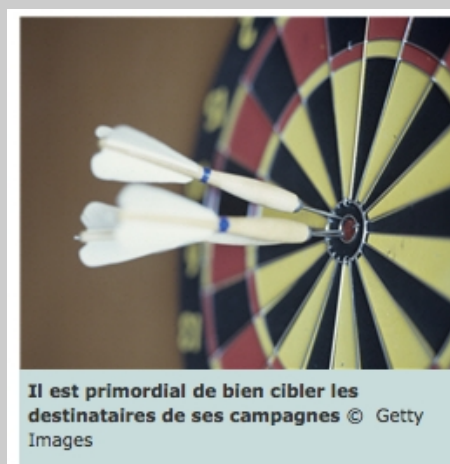 Il est primordial de bien cibler les
destinataires de ses campagnes © Getty
Images